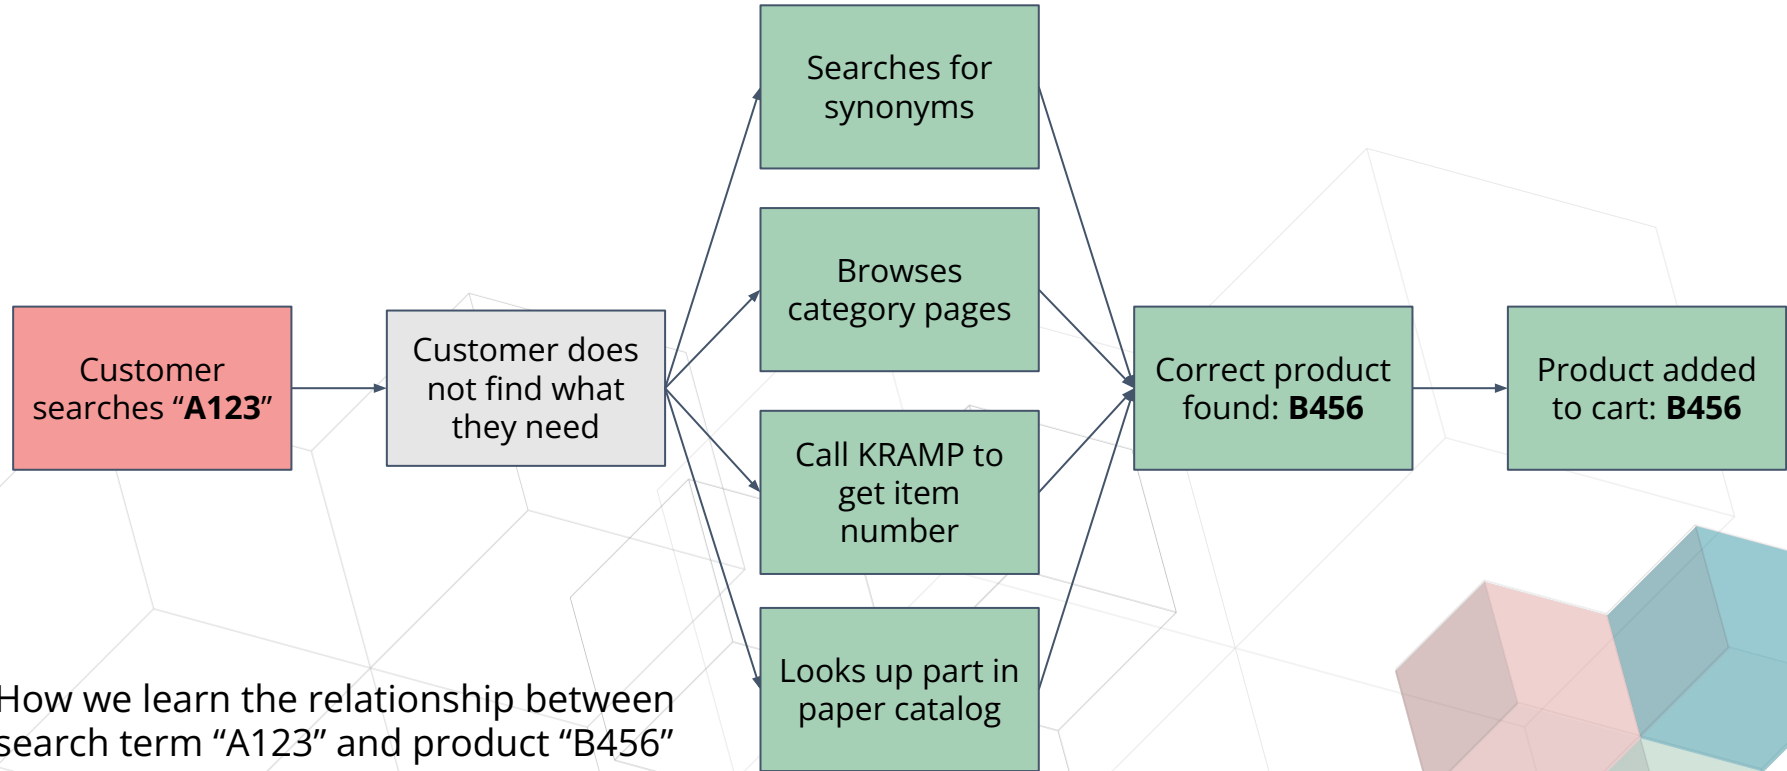 Customer
searches “A123”
Customer does
not find what
they need
Searches for
synonyms
Browses
category pages
Call KRAMP to
get item
number
Looks up part in
paper catalog
Correct product
found: B456
Product added
to cart: B456
How we learn the relationship between
search term “A123” and product “B456”